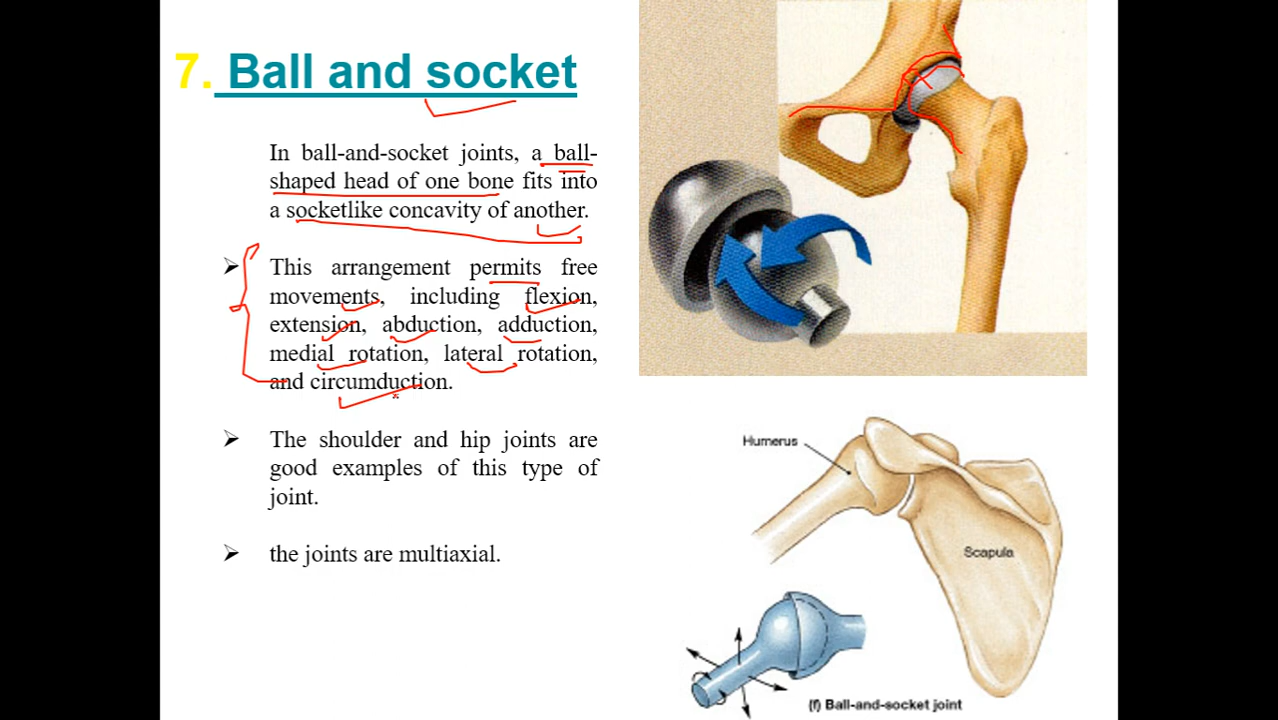 7. Ball and socket
In ball-and-socket joints, a ball-
shaped head of one bone fits into
a socketlike concavity of another.
➢ This arrangement permits free
movements, including flexion,
extension, abduction, adduction,
medial rotation, lateral rotation,
and circumduction.
➢ The shoulder and hip joints are
good examples of this type of
joint.
➢ the joints are multiaxial.
Humerus
Scapula
(f) Ball-and-socket joint